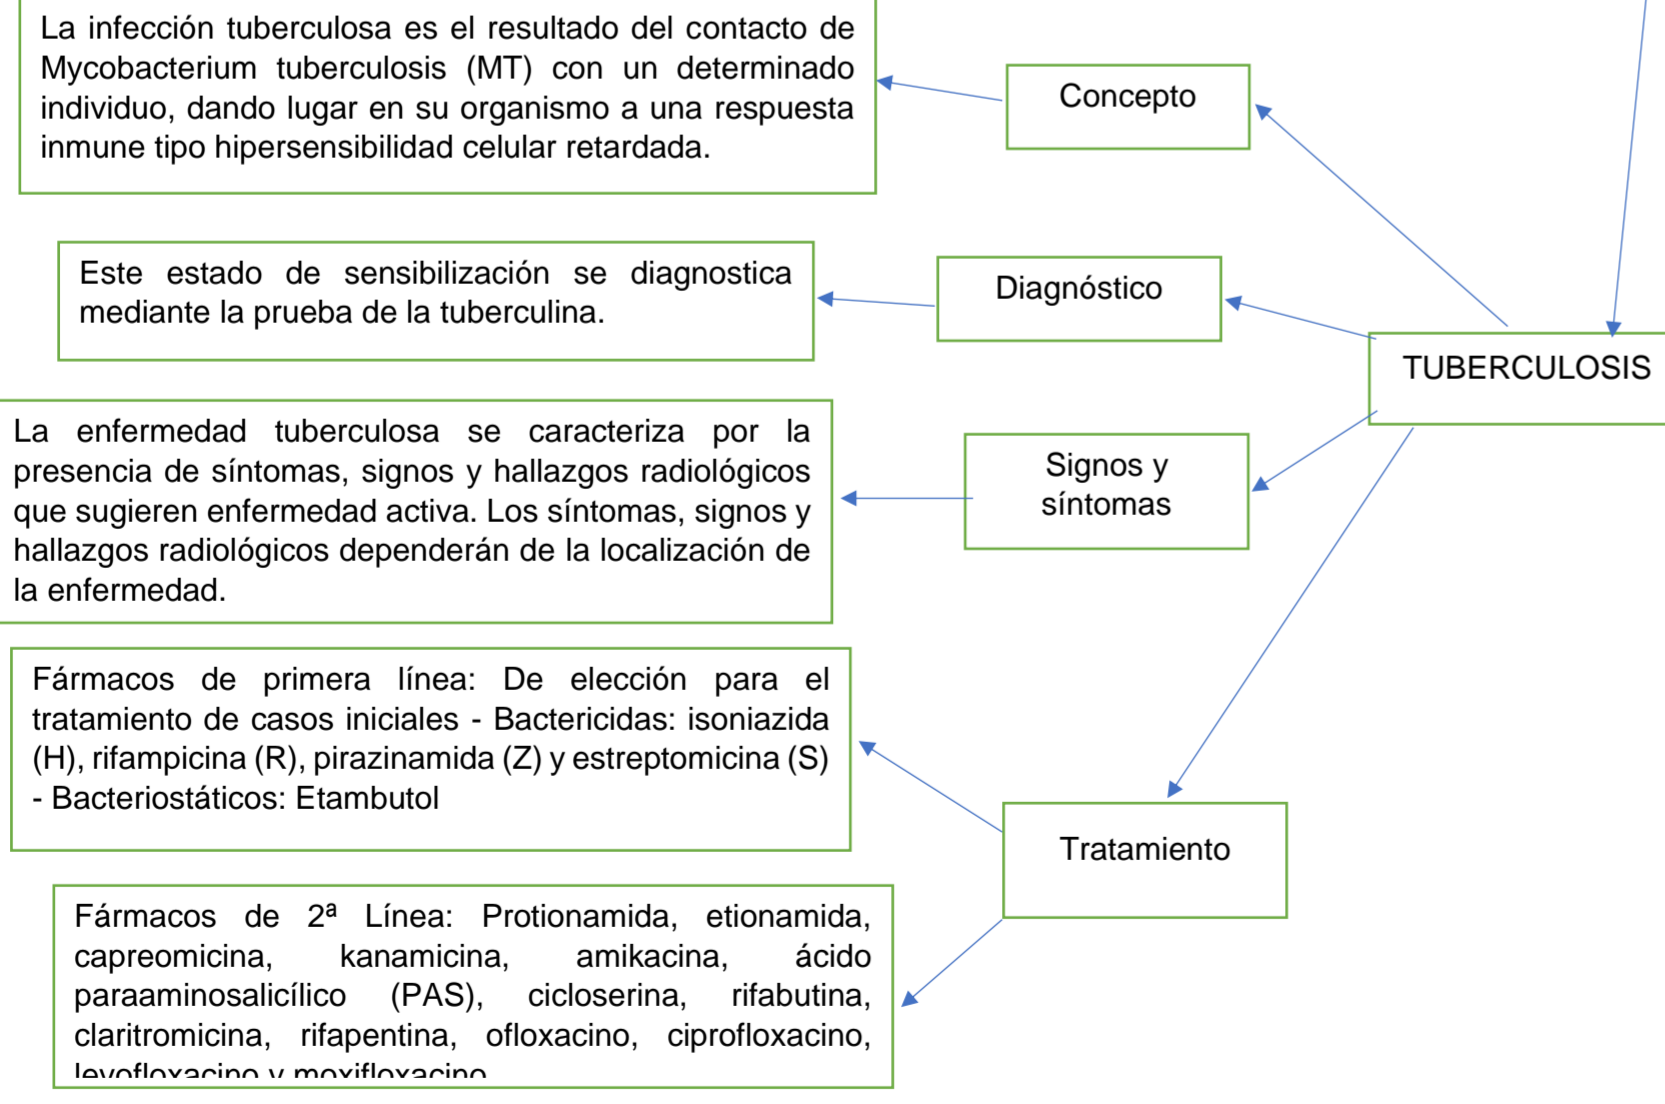 La infección tuberculosa es el resultado del contacto de
Mycobacterium tuberculosis (MT) con un determinado
individuo, dando lugar en su organismo a una respuesta
inmune tipo hipersensibilidad celular retardada.
Concepto
Este estado de sensibilización se diagnostica
mediante la prueba de la tuberculina.
Diagnóstico
TUBERCULOSIS
La enfermedad tuberculosa se caracteriza por la
presencia de síntomas, signos y hallazgos radiológicos
que sugieren enfermedad activa. Los síntomas, signos y
hallazgos radiológicos dependerán de la localización de
la enfermedad.
Signos y
síntomas
Fármacos de primera línea: De elección para el
tratamiento de casos iniciales - Bactericidas: isoniazida
(H), rifampicina (R), pirazinamida (Z) y estreptomicina (S)
- Bacteriostáticos: Etambutol
Tratamiento
Fármacos de 2ª Línea: Protionamida, etionamida,
capreomicina, kanamicina, amikacina, ácido
paraaminosalicílico (PAS), cicloserina, rifabutina,
claritromicina, rifapentina, ofloxacino, ciprofloxacino,
levofloxacino y moxifloxacino